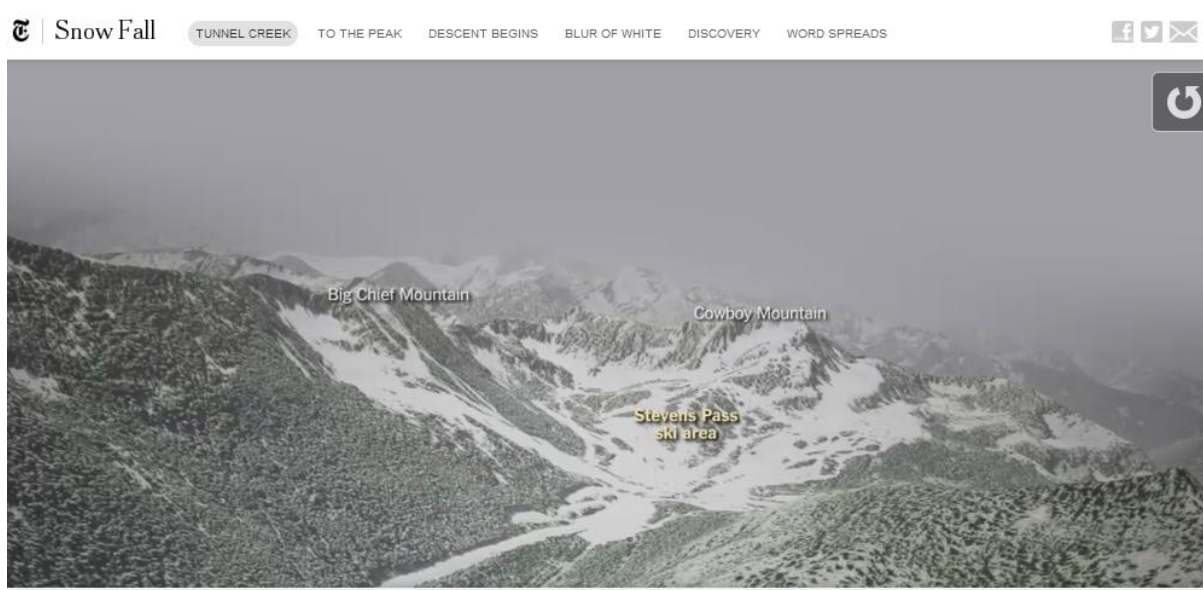 T | Snow Fall TUNNEL CREEK TO THE PEAK DESCENT BEGINS BLUR OF WHITE DISCOVERY WORD SPREADS
Big Chief Mountain
Cowboy Mountain
Stevens Pass
ski area